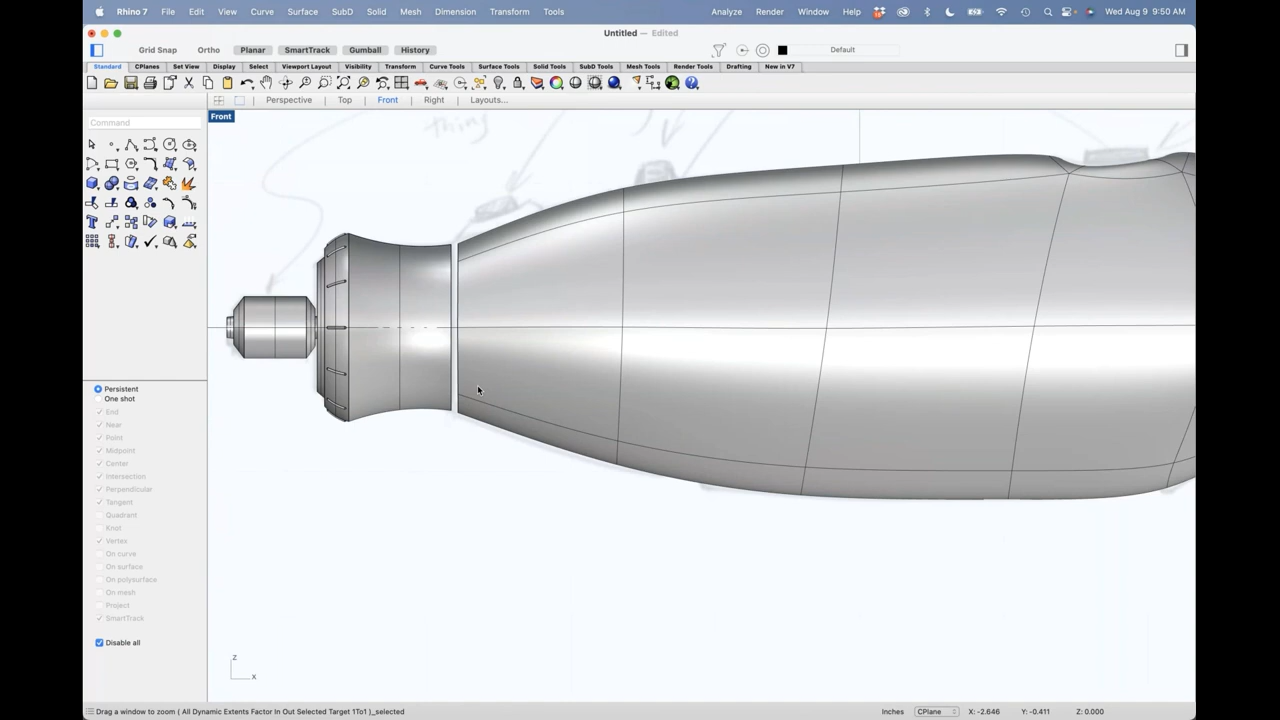 Rhino 7 File Edit View Curve Surface SubD Solid Mesh Dimension Transform Tools Analyze Render Window Help Wed Aug 9 9:50 AM
Untitled — Edited
Grid Snap Ortho Planar SmartTrack Gumball History Default
Standard CPlanes Set View Display Select Viewport Layout Visibility Transform Curve Tools Surface Tools Solid Tools SubD Tools Mesh Tools Render Tools Drafting New in V7
Perspective Top Front Right Layouts...
Front
Command
thing
Persistent
One shot
End
Near
Point
Midpoint
Center
Intersection
Perpendicular
Tangent
Quadrant
Knot
Vertex
On curve
On surface
On polysurface
On mesh
Project
SmartTrack
Disable all
z
x
Drag a window to zoom ( All Dynamic Extents Factor In Out Selected Target 1To1 )_selected Inches CPlane X: -2.646 Y: -0.411 Z: 0.000